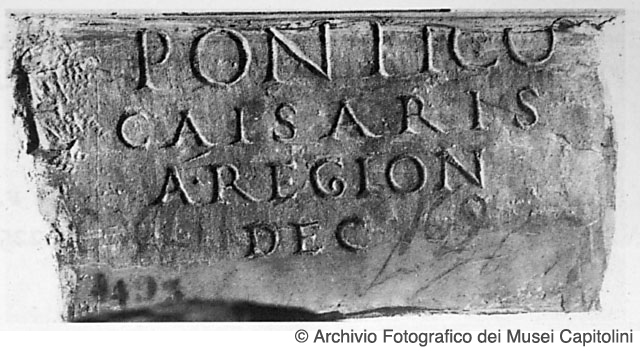 PONTICO
CAISARIS
A·REGION
DEC
© Archivio Fotografico dei Musei Capitolini